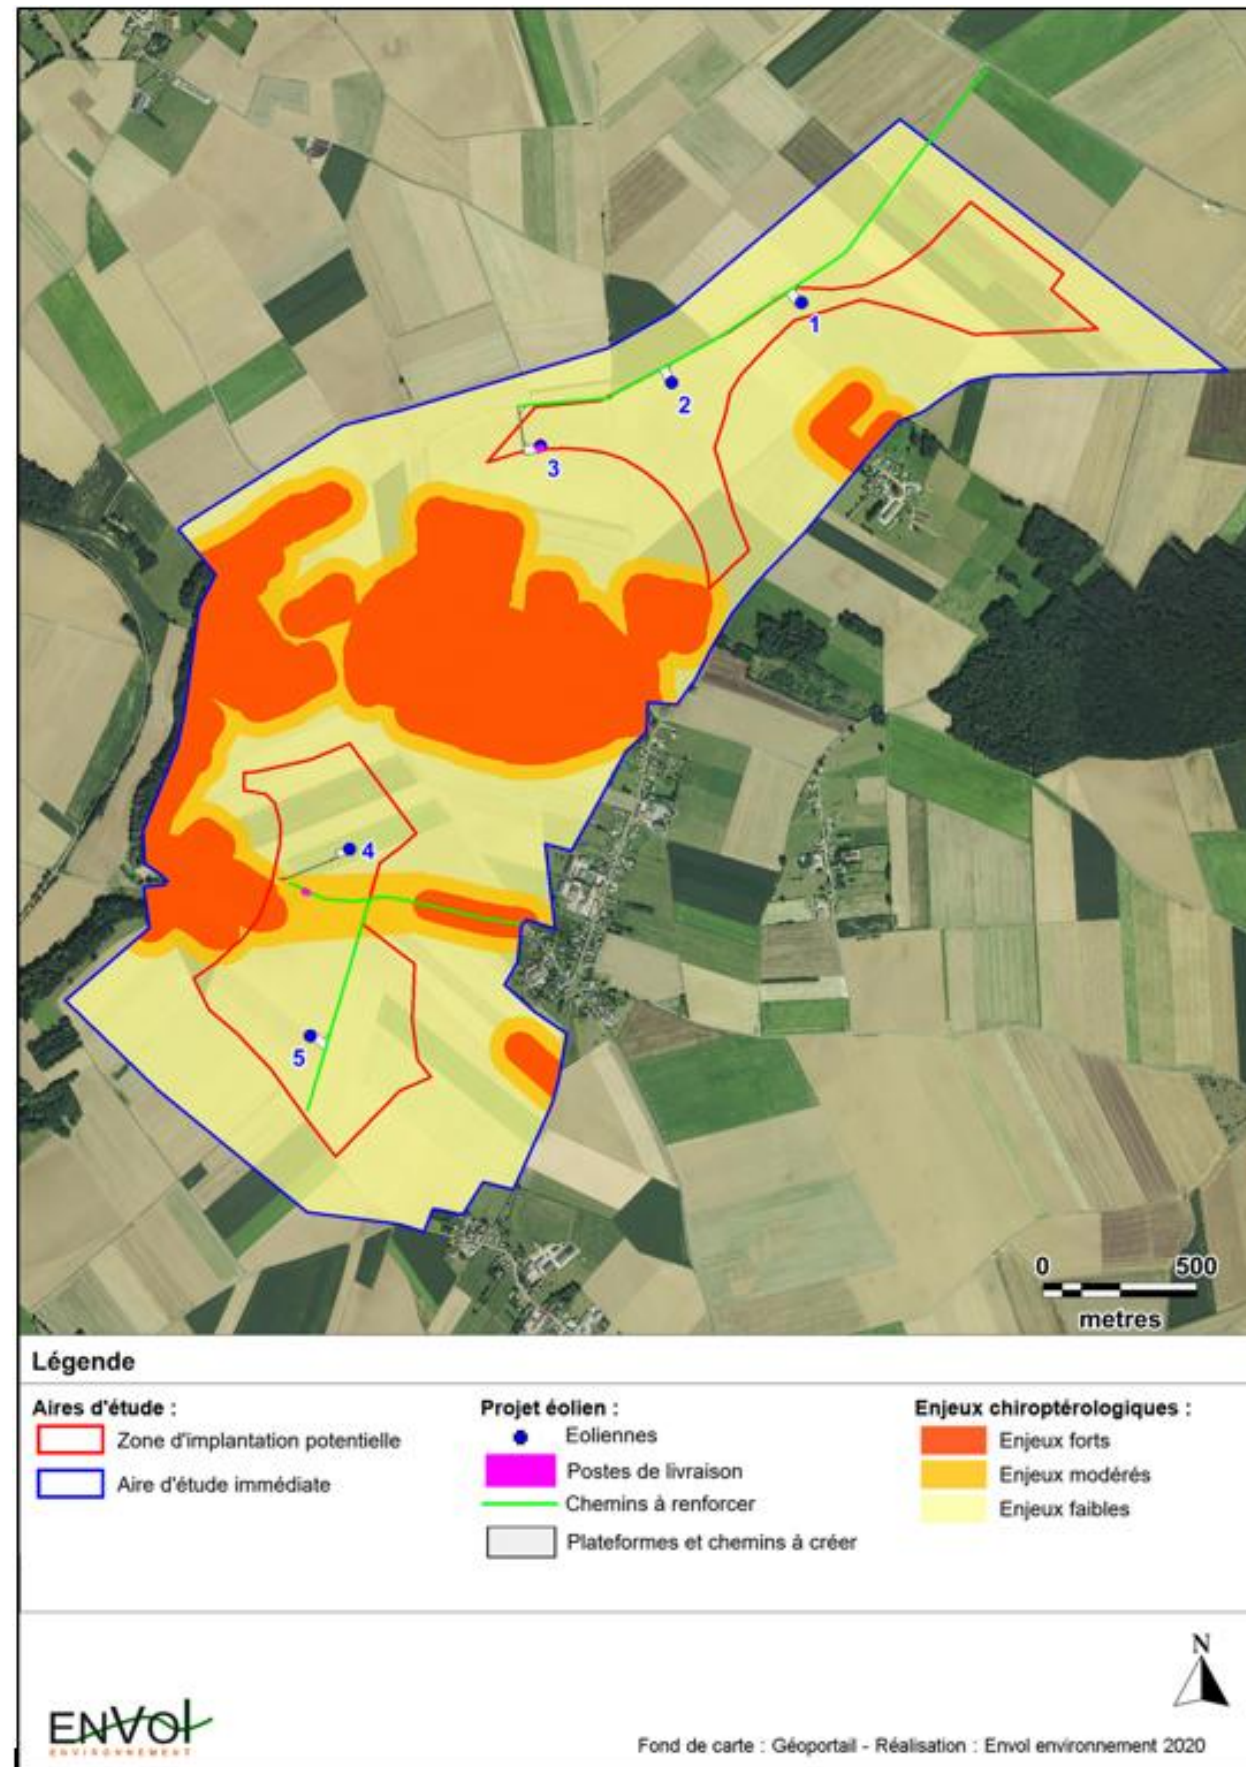 1
2
3
4
5
0 500
metres
Légende
Aires d'étude :
Zone d'implantation potentielle
Aire d'étude immédiate
Projet éolien :
Eoliennes
Postes de livraison
Chemins à renforcer
Plateformes et chemins à créer
Enjeux chiroptérologiques :
Enjeux forts
Enjeux modérés
Enjeux faibles
N
ENVOl
ENVIRONNEMENT
Fond de carte : Géoportail - Réalisation : Envol environnement 2020